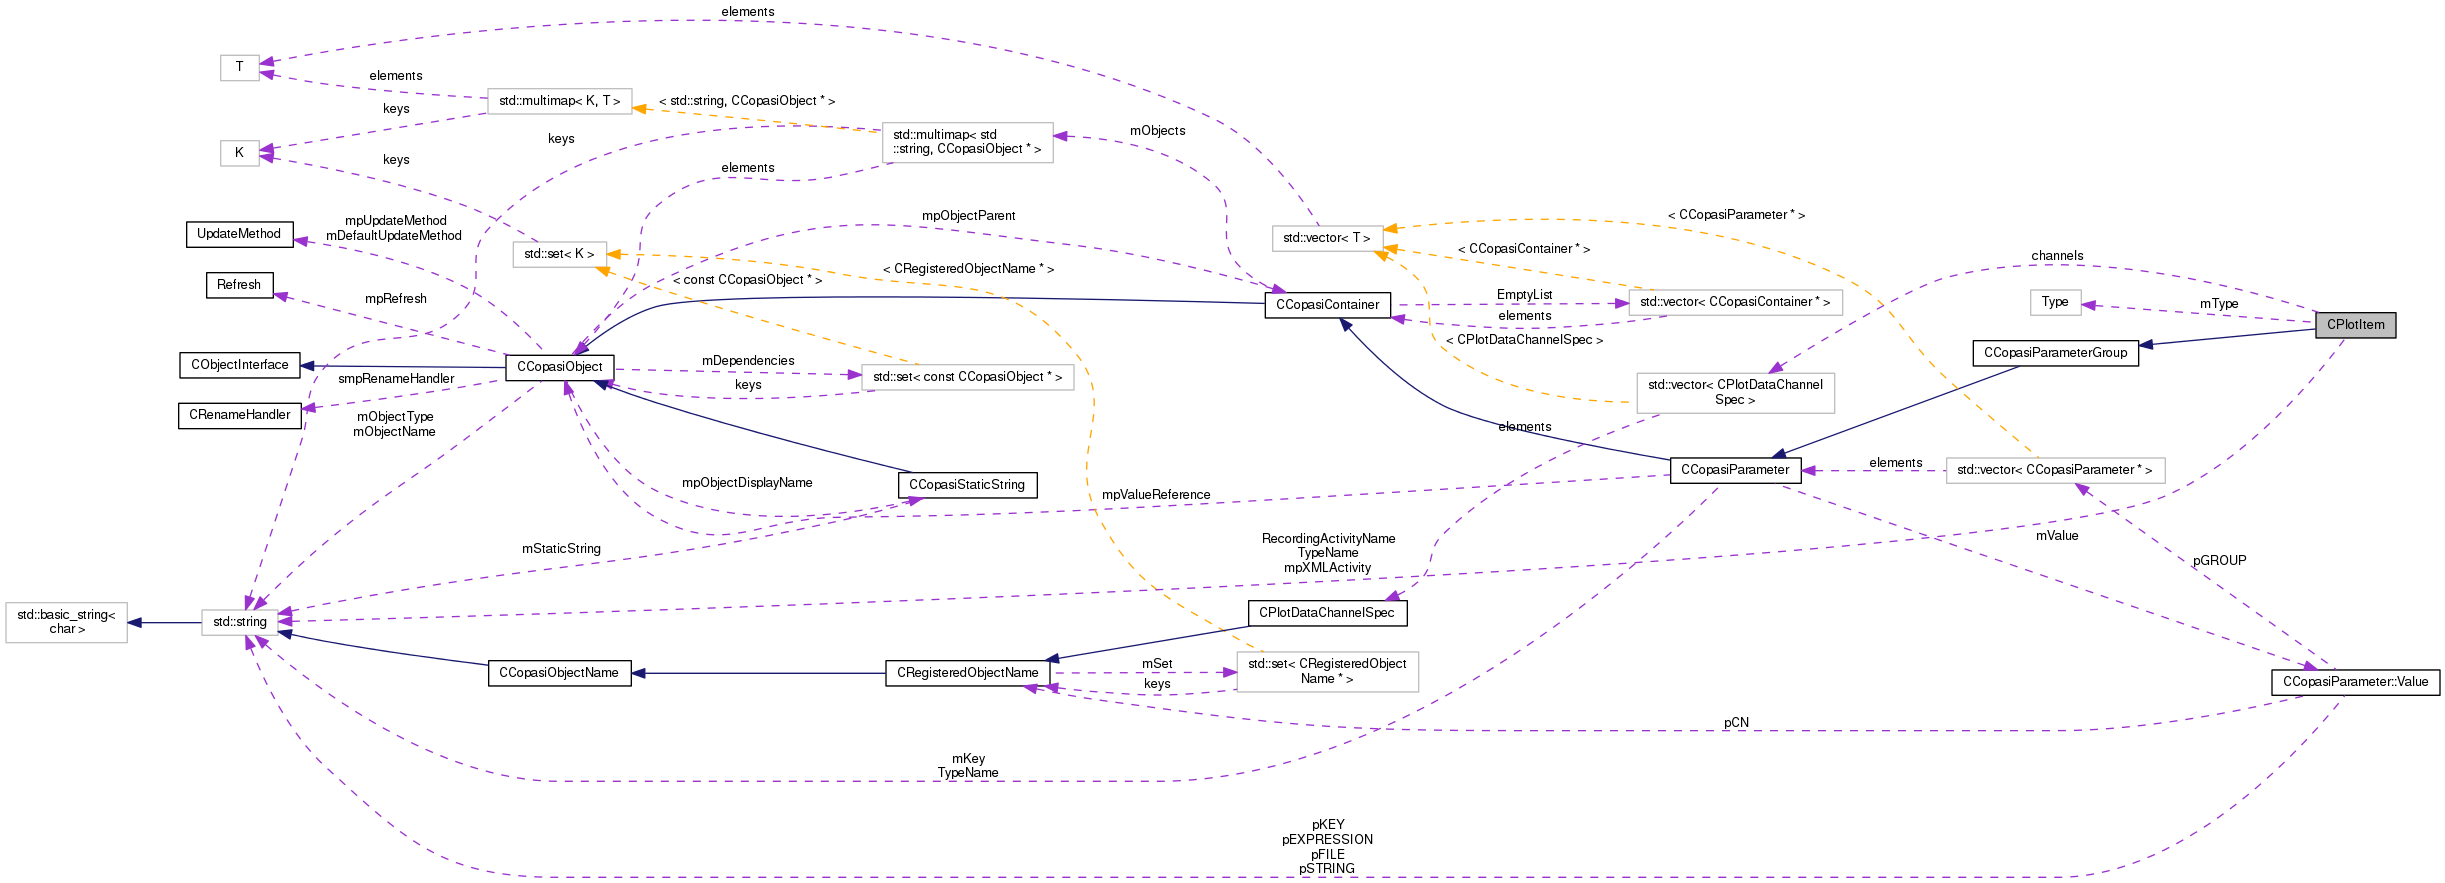 elements
T
elements
std::multimap< K, T >
< std::string, CCopasiObject * >
keys
keys
std::multimap< std
::string, CCopasiObject * >
mObjects
K
keys
elements
mpUpdateMethod
mDefaultUpdateMethod
UpdateMethod
mpObjectParent
< CCopasiParameter * >
std::vector< T >
std::set< K >
< CCopasiContainer * >
channels
< CRegisteredObjectName * >
< const CCopasiObject * >
Refresh
mpRefresh
CCopasiContainer
EmptyList
elements
std::vector< CCopasiContainer * >
Type
mType
CPlotItem
< CPlotDataChannelSpec >
CCopasiParameterGroup
CObjectInterface
CCopasiObject
mDependencies
keys
std::set< const CCopasiObject * >
smpRenameHandler
std::vector< CPlotDataChannel
Spec >
CRenameHandler
mObjectType
mObjectName
elements
CCopasiParameter
elements
std::vector< CCopasiParameter * >
mpObjectDisplayName
CCopasiStaticString
mpValueReference
mStaticString
RecordingActivityName
TypeName
mpXMLActivity
mValue
pGROUP
std::basic_string<
char >
std::string
CPlotDataChannelSpec
CCopasiObjectName
CRegisteredObjectName
mSet
keys
std::set< CRegisteredObject
Name * >
CCopasiParameter::Value
pCN
mKey
TypeName
pKEY
pEXPRESSION
pFILE
pSTRING